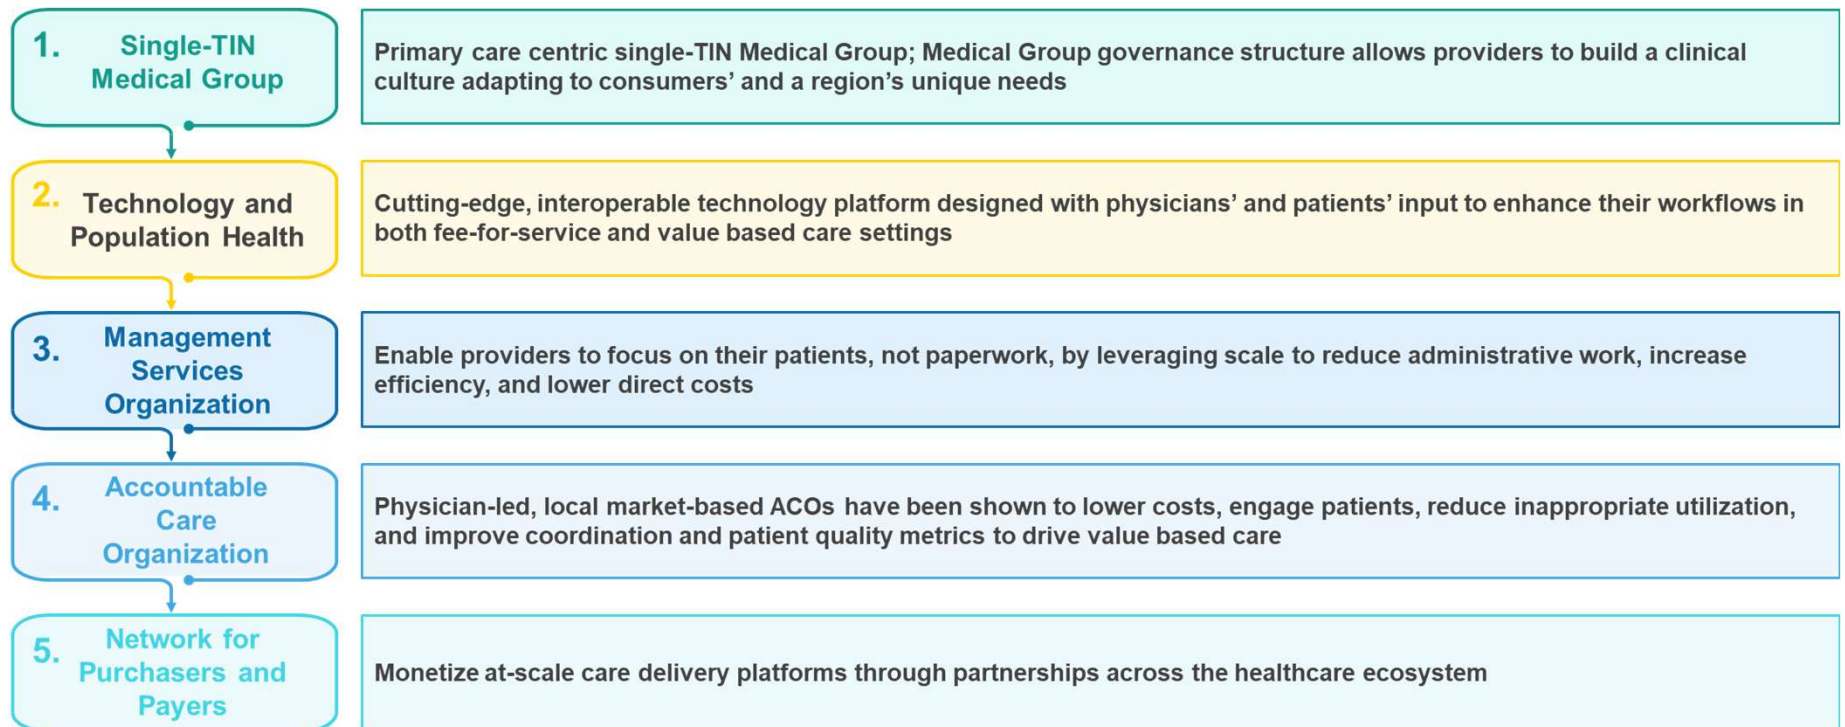 1.
Single-TIN
Medical Group
Primary care centric single-TIN Medical Group; Medical Group governance structure allows providers to build a clinical
culture adapting to consumers’ and a region’s unique needs
2.
Technology and
Population Health
Cutting-edge, interoperable technology platform designed with physicians’ and patients’ input to enhance their workflows in
both fee-for-service and value based care settings
3.
Management
Services
Organization
Enable providers to focus on their patients, not paperwork, by leveraging scale to reduce administrative work, increase
efficiency, and lower direct costs
4.
Accountable
Care
Organization
Physician-led, local market-based ACOs have been shown to lower costs, engage patients, reduce inappropriate utilization,
and improve coordination and patient quality metrics to drive value based care
5.
Network for
Purchasers and
Payers
Monetize at-scale care delivery platforms through partnerships across the healthcare ecosystem